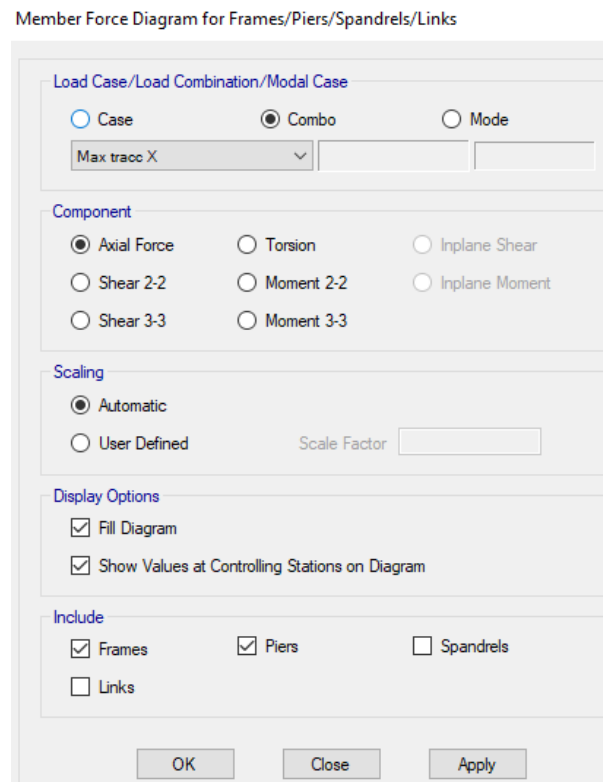 Member Force Diagram for Frames/Piers/Spandrels/Links
Load Case/Load Combination/Modal Case
Case Combo Mode
Max tracc X
Component
Axial Force Torsion Inplane Shear
Shear 2-2 Moment 2-2 Inplane Moment
Shear 3-3 Moment 3-3
Scaling
Automatic
User Defined Scale Factor
Display Options
Fill Diagram
Show Values at Controlling Stations on Diagram
Include
Frames Piers Spandrels
Links
OK Close Apply